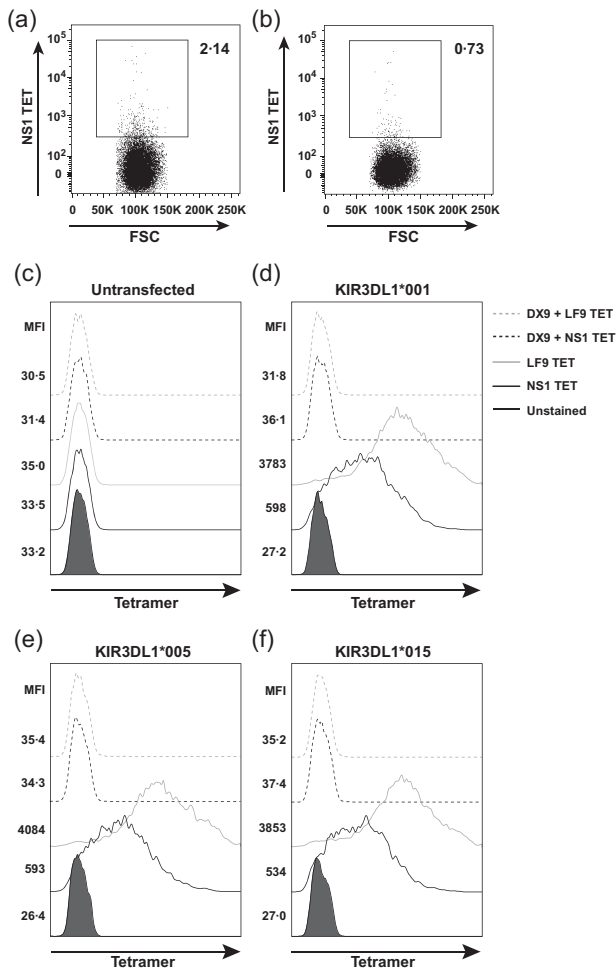 (a)
2·14
10⁵
10⁴
10³
10²
0
NS1 TET
0 50K 100K 150K 200K 250K
FSC
(b)
0·73
10⁵
10⁴
10³
10²
0
NS1 TET
0 50K 100K 150K 200K 250K
FSC
(c)
Untransfected
MFI
30·5
31·4
35·0
33·5
33·2
Tetramer
(d)
KIR3DL1*001
MFI
31·8
36·1
3783
598
27·2
Tetramer
DX9 + LF9 TET
DX9 + NS1 TET
LF9 TET
NS1 TET
Unstained
(e)
KIR3DL1*005
MFI
35·4
34·3
4084
593
26·4
Tetramer
(f)
KIR3DL1*015
MFI
35·2
37·4
3853
534
27·0
Tetramer